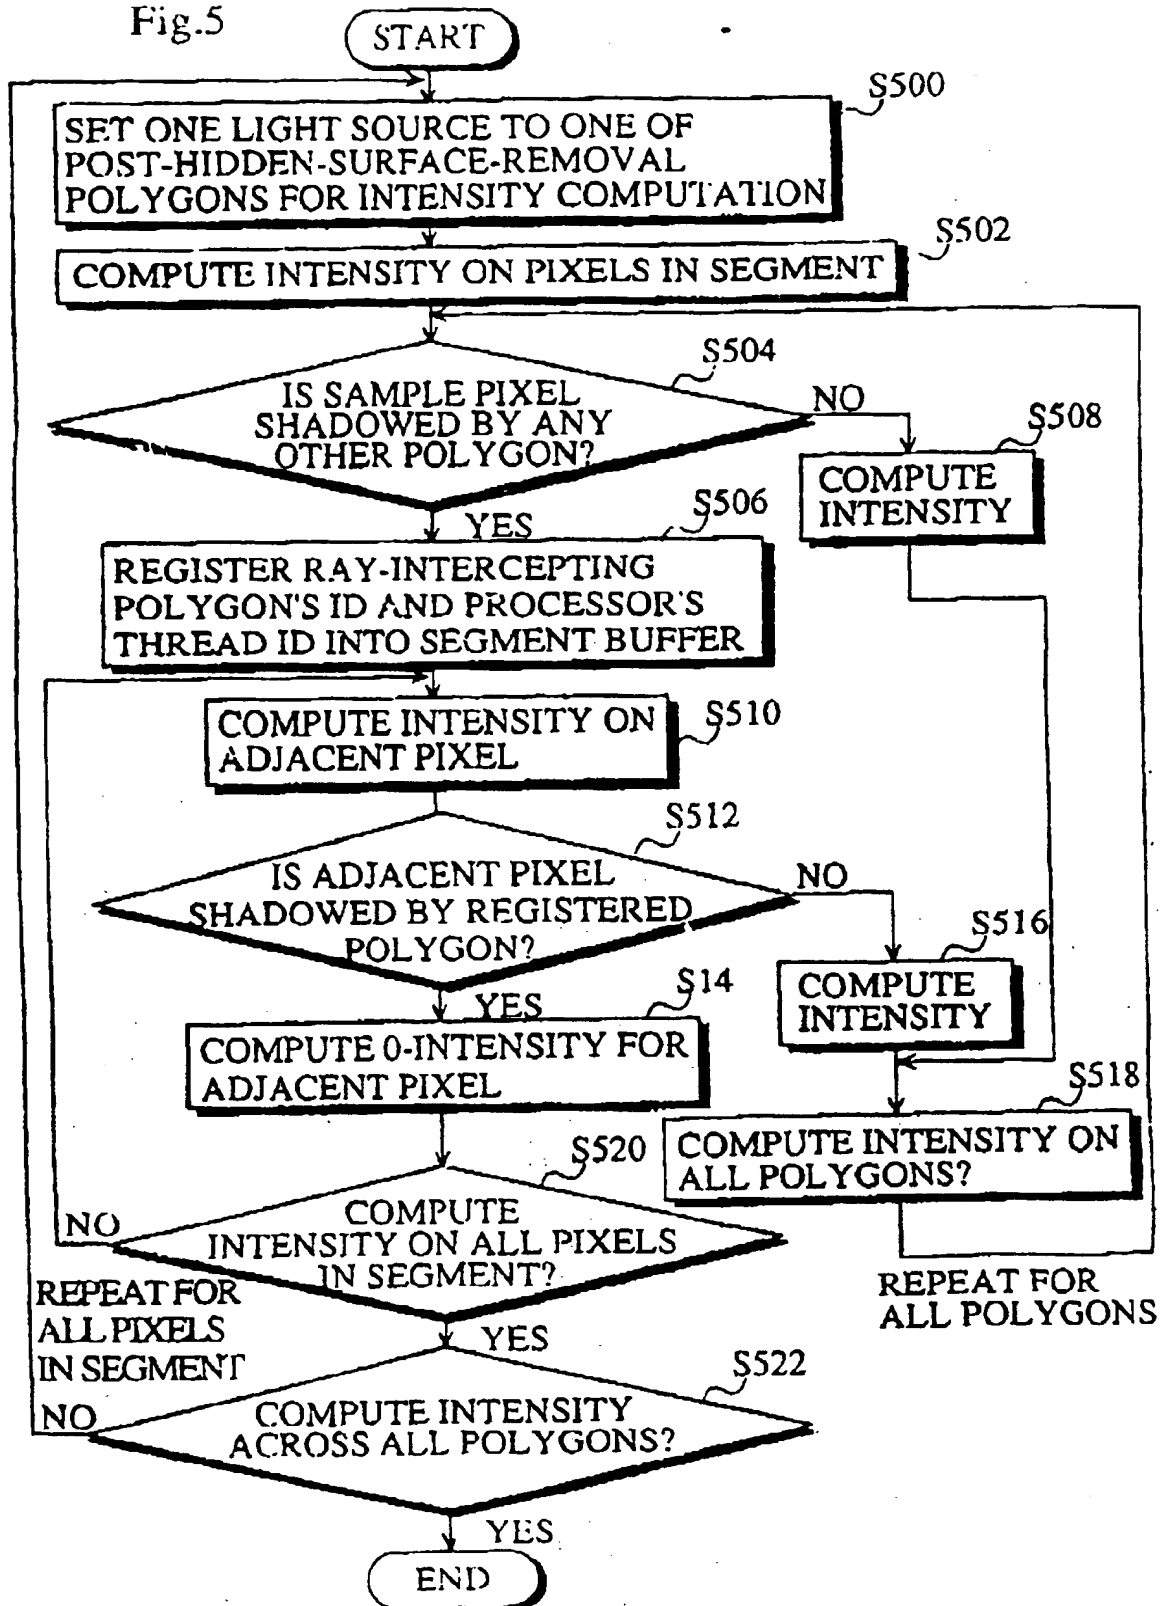 Fig.5
START
S500
SET ONE LIGHT SOURCE TO ONE OF
POST-HIDDEN-SURFACE-REMOVAL
POLYGONS FOR INTENSITY COMPUTATION
S502
COMPUTE INTENSITY ON PIXELS IN SEGMENT
S504
IS SAMPLE PIXEL
SHADOWED BY ANY
OTHER POLYGON?
NO
S508
COMPUTE
INTENSITY
YES
S506
REGISTER RAY-INTERCEPTING
POLYGON'S ID AND PROCESSOR'S
THREAD ID INTO SEGMENT BUFFER
COMPUTE INTENSITY ON
ADJACENT PIXEL
S510
S512
IS ADJACENT PIXEL
SHADOWED BY REGISTERED
POLYGON?
NO
S516
COMPUTE
INTENSITY
YES
S14
COMPUTE 0-INTENSITY FOR
ADJACENT PIXEL
S518
COMPUTE INTENSITY ON
ALL POLYGONS?
S520
COMPUTE
INTENSITY ON ALL PIXELS
IN SEGMENT?
NO
REPEAT FOR
ALL PIXELS
IN SEGMENT
REPEAT FOR
ALL POLYGONS
YES
S522
COMPUTE INTENSITY
ACROSS ALL POLYGONS?
NO
YES
END